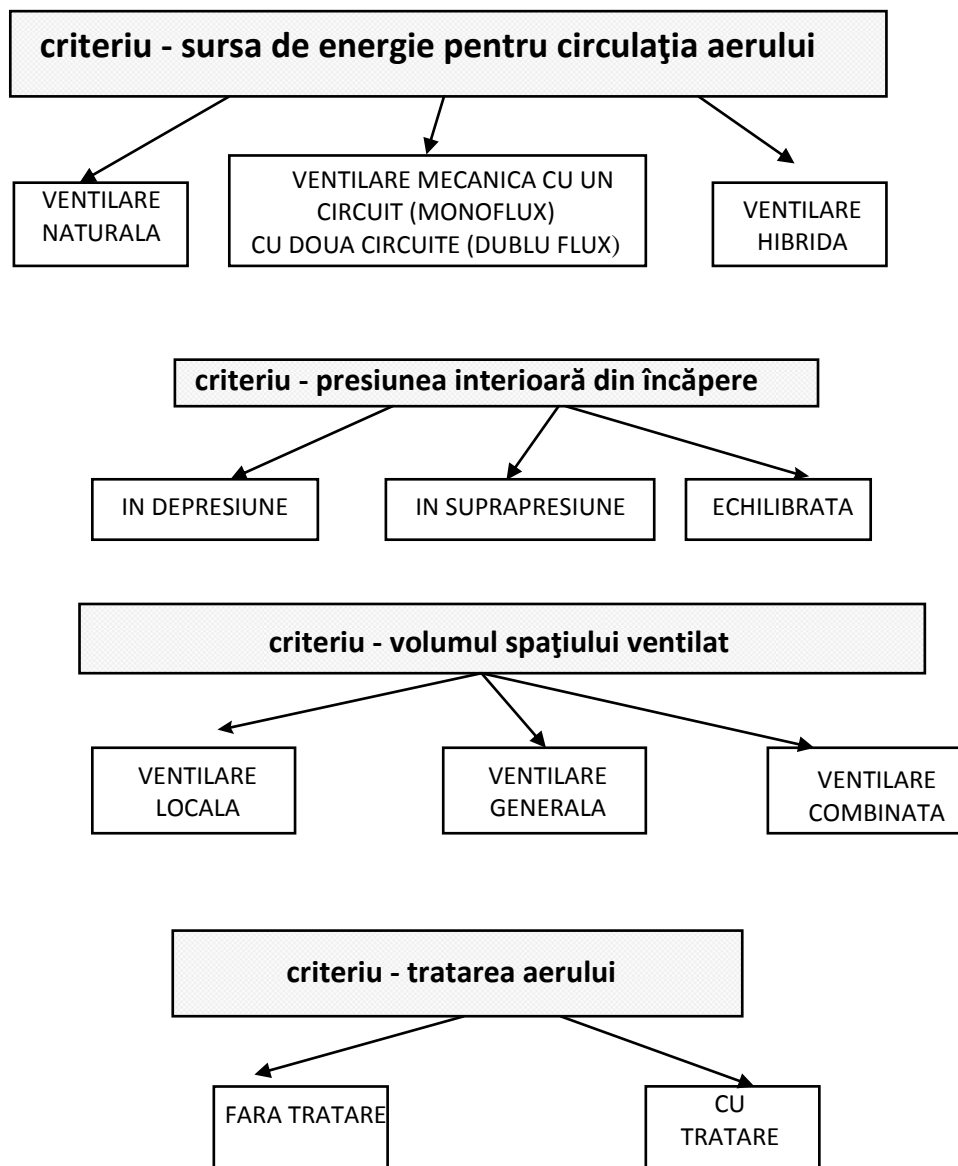 criteriu - sursa de energie pentru circulaţia aerului
VENTILARE
NATURALA
VENTILARE MECANICA CU UN
CIRCUIT (MONOFLUX)
CU DOUA CIRCUITE (DUBLU FLUX)
VENTILARE
HIBRIDA
criteriu - presiunea interioară din încăpere
IN DEPRESIUNE
IN SUPRAPRESIUNE
ECHILIBRATA
criteriu - volumul spaţiului ventilat
VENTILARE
LOCALA
VENTILARE
GENERALA
VENTILARE
COMBINATA
criteriu - tratarea aerului
FARA TRATARE
CU
TRATARE